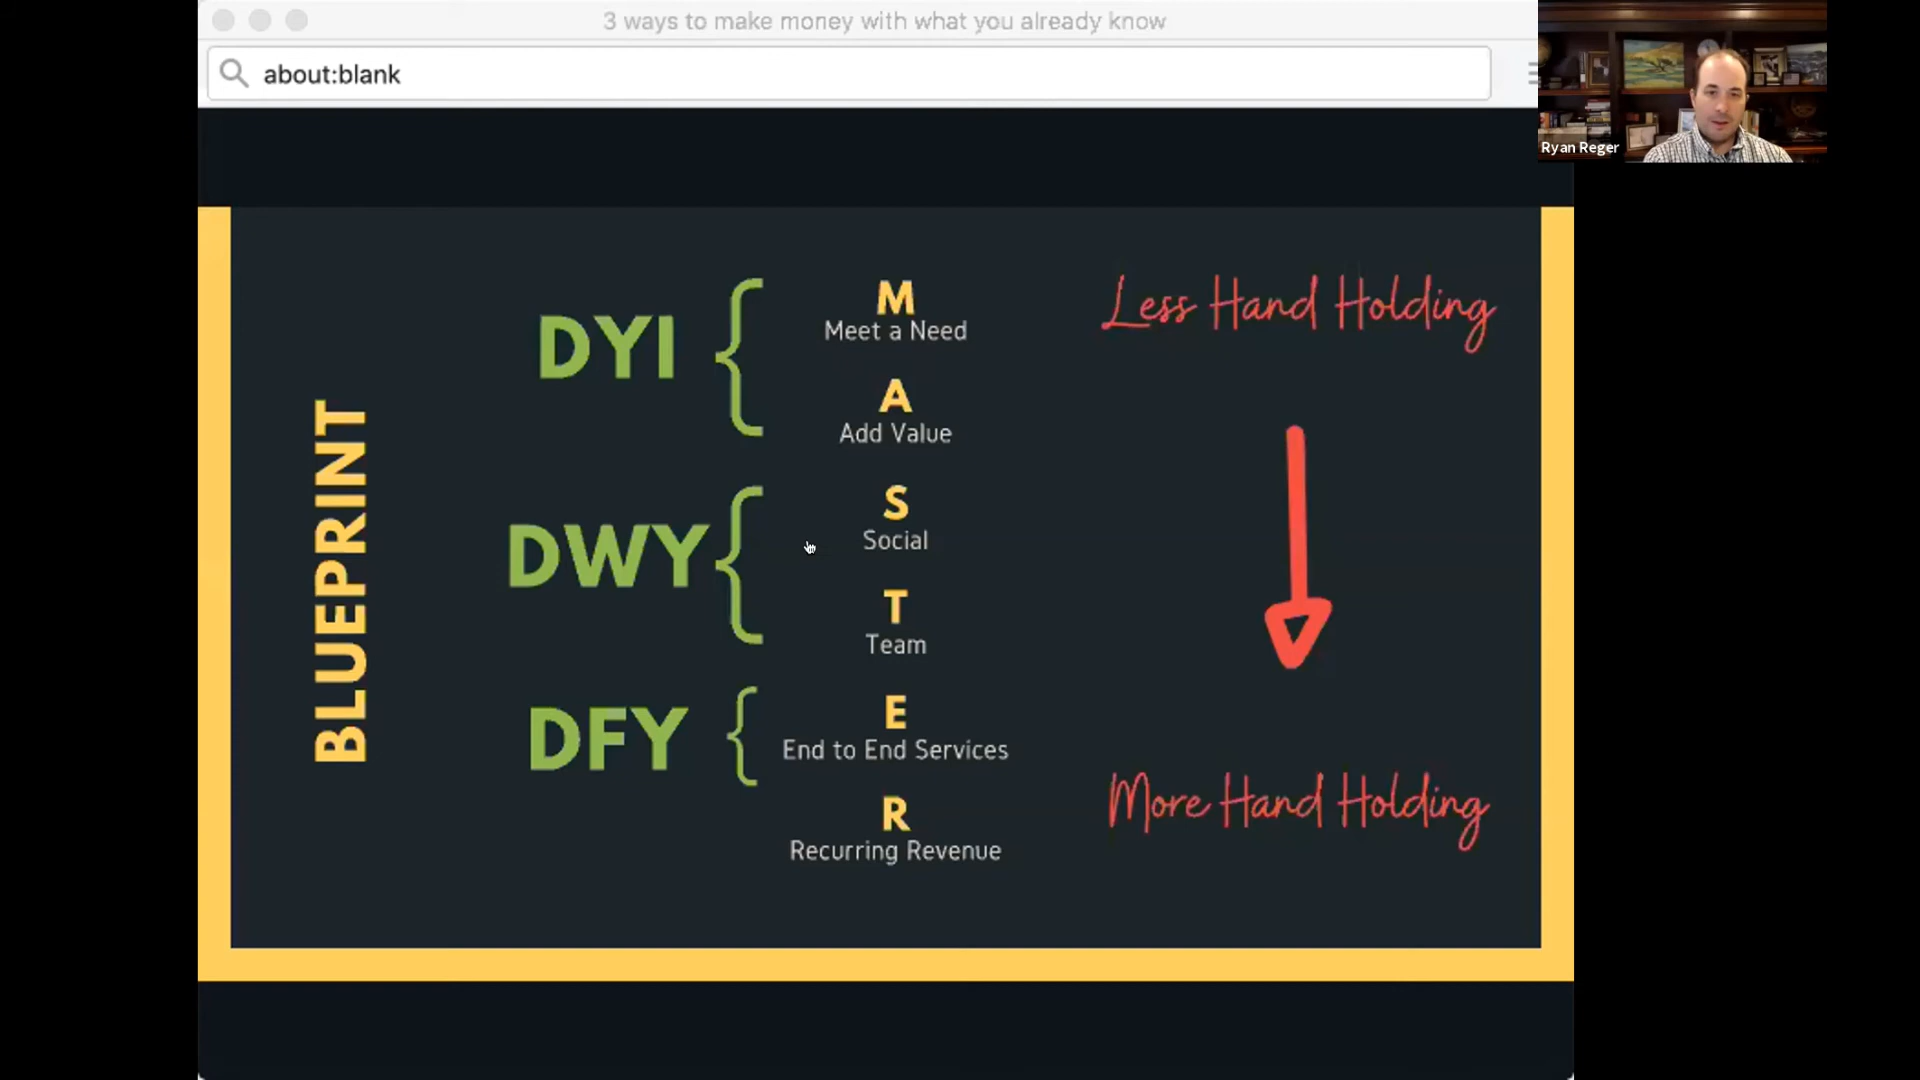 3 ways to make money with what you already know
about:blank
Ryan Reger
BLUEPRINT
DYI
M
Meet a Need
A
Add Value
DWY
S
Social
T
Team
DFY
E
End to End Services
R
Recurring Revenue
Less Hand Holding
More Hand Holding